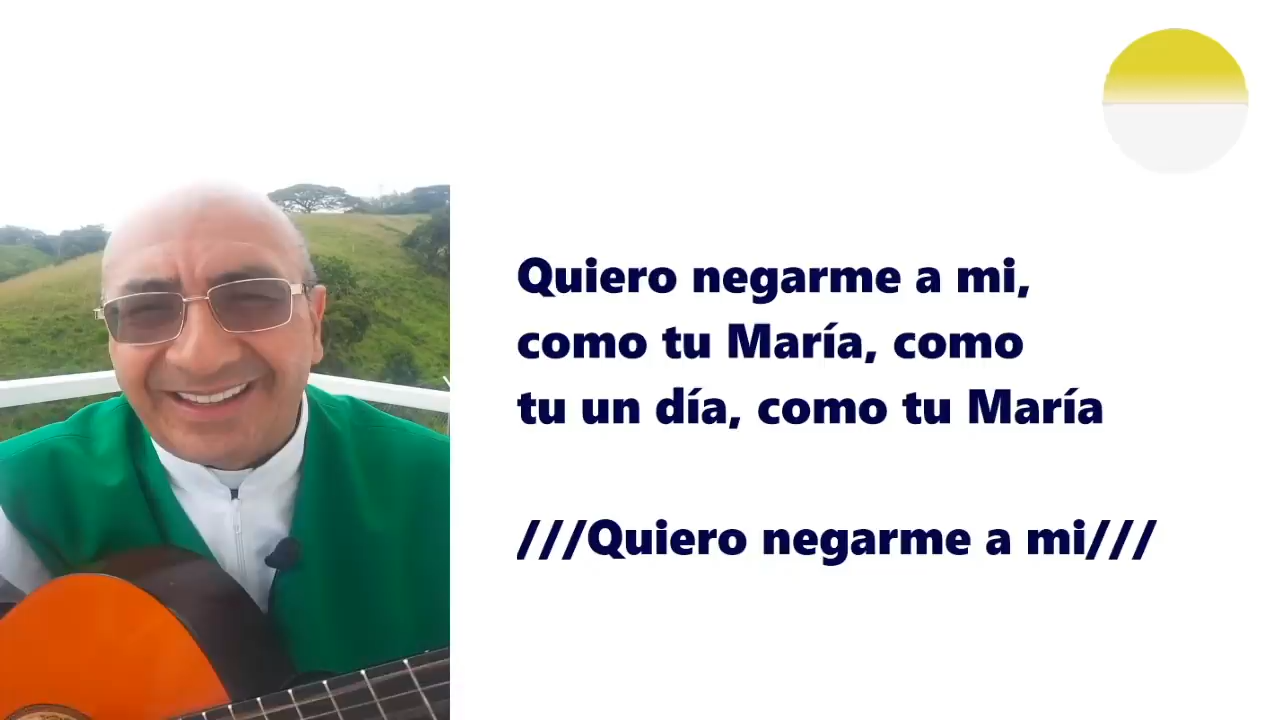 Quiero negarme a mi,
como tu María, como
tu un día, como tu María
///Quiero negarme a mi///